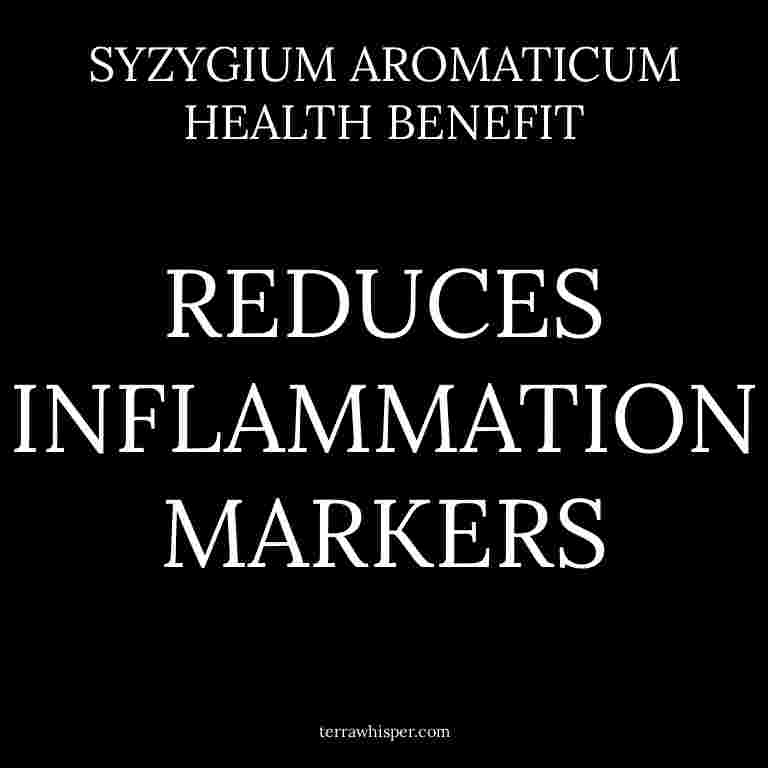 SYZYGIUM AROMATICUM
HEALTH BENEFIT
REDUCES
INFLAMMATION
MARKERS
terrawhisper.com